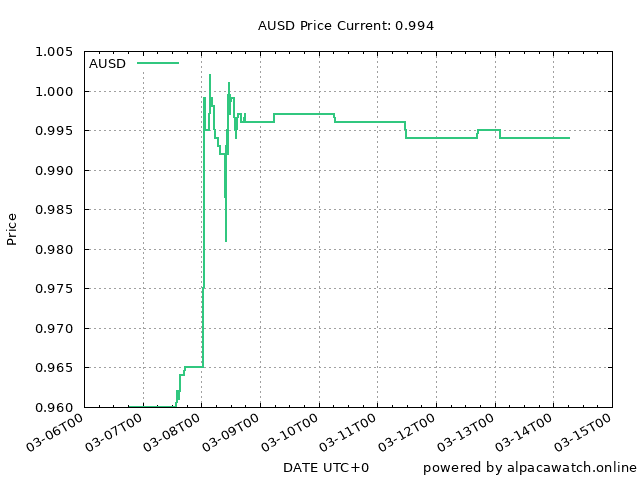 AUSD Price Current: 0.994
AUSD
1.005
1.000
0.995
0.990
0.985
0.980
0.975
0.970
0.965
0.960
Price
03-06T00
03-07T00
03-08T00
03-09T00
03-10T00
03-11T00
03-12T00
03-13T00
03-14T00
03-15T00
DATE UTC+0
powered by alpacawatch.online